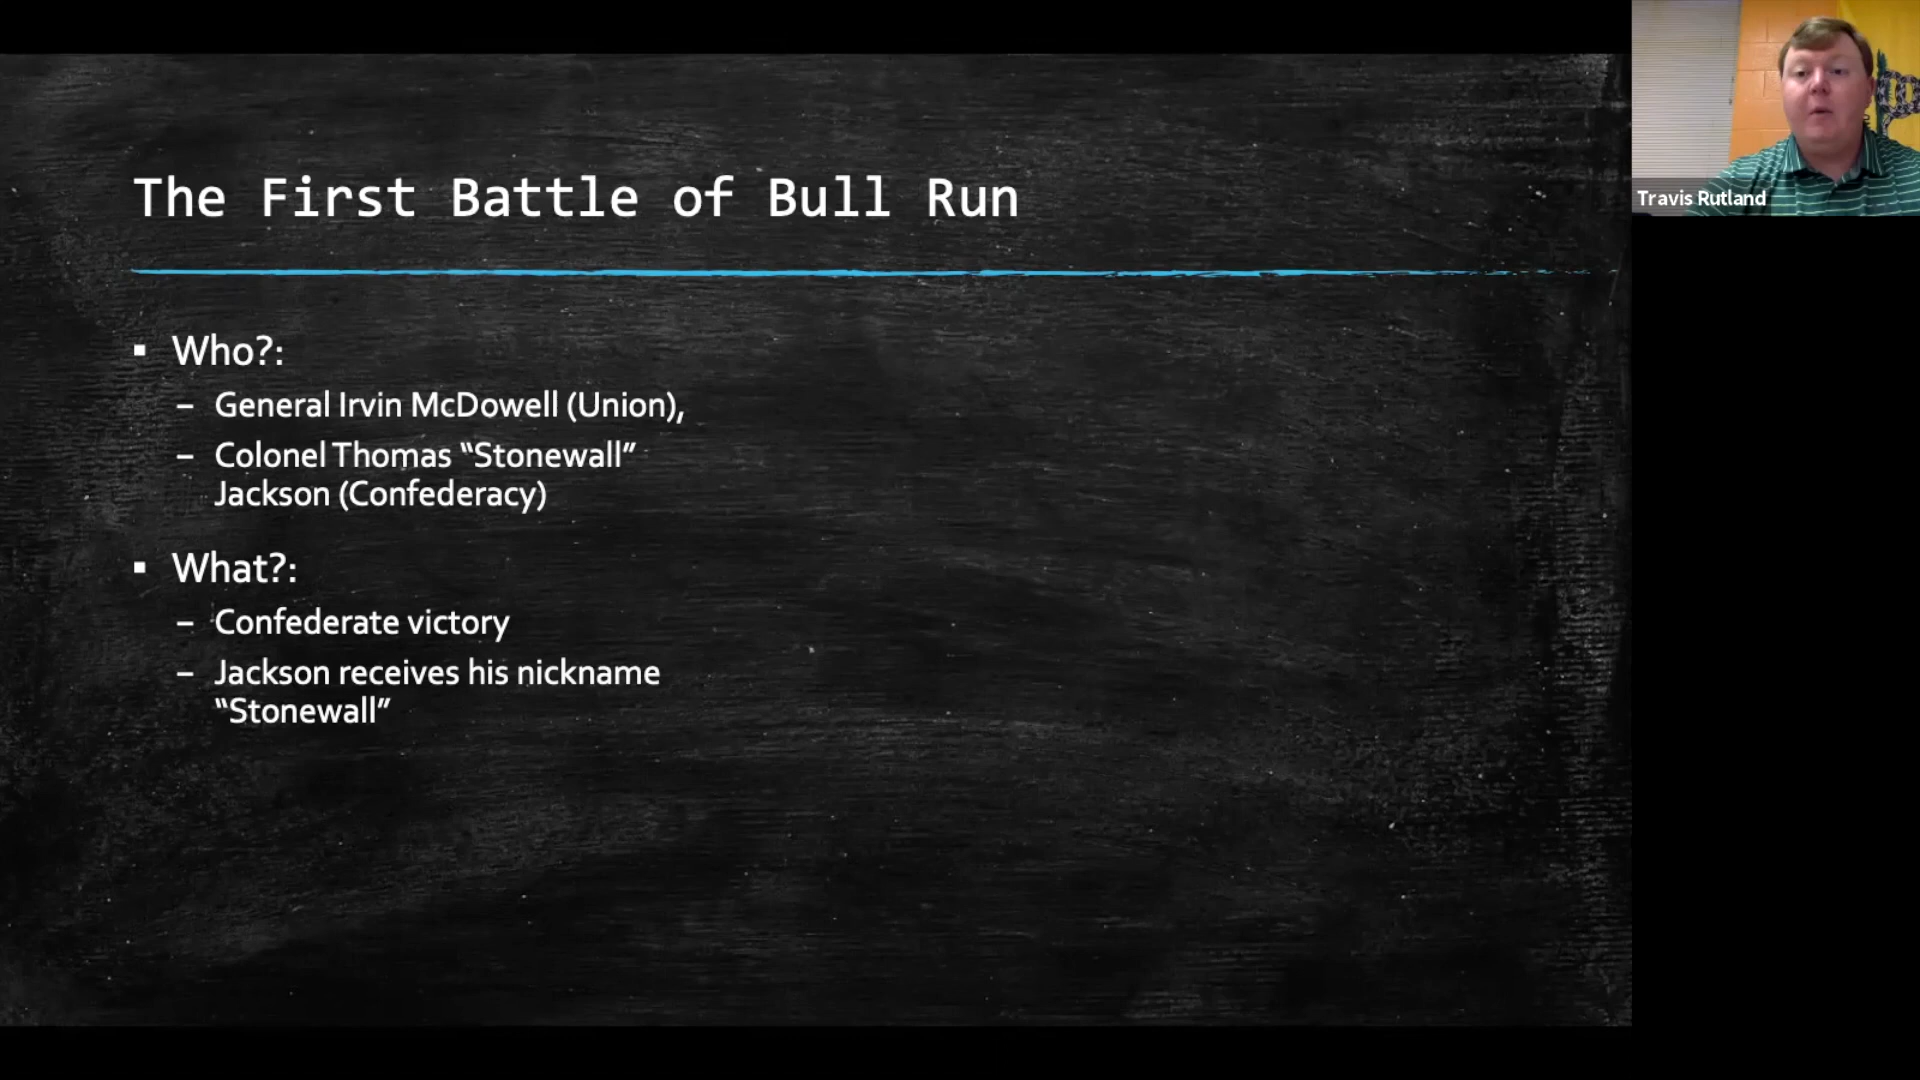 The First Battle of Bull Run
▪ Who?:
– General Irvin McDowell (Union),
– Colonel Thomas “Stonewall”
Jackson (Confederacy)
▪ What?:
– Confederate victory
– Jackson receives his nickname
“Stonewall”
Travis Rutland